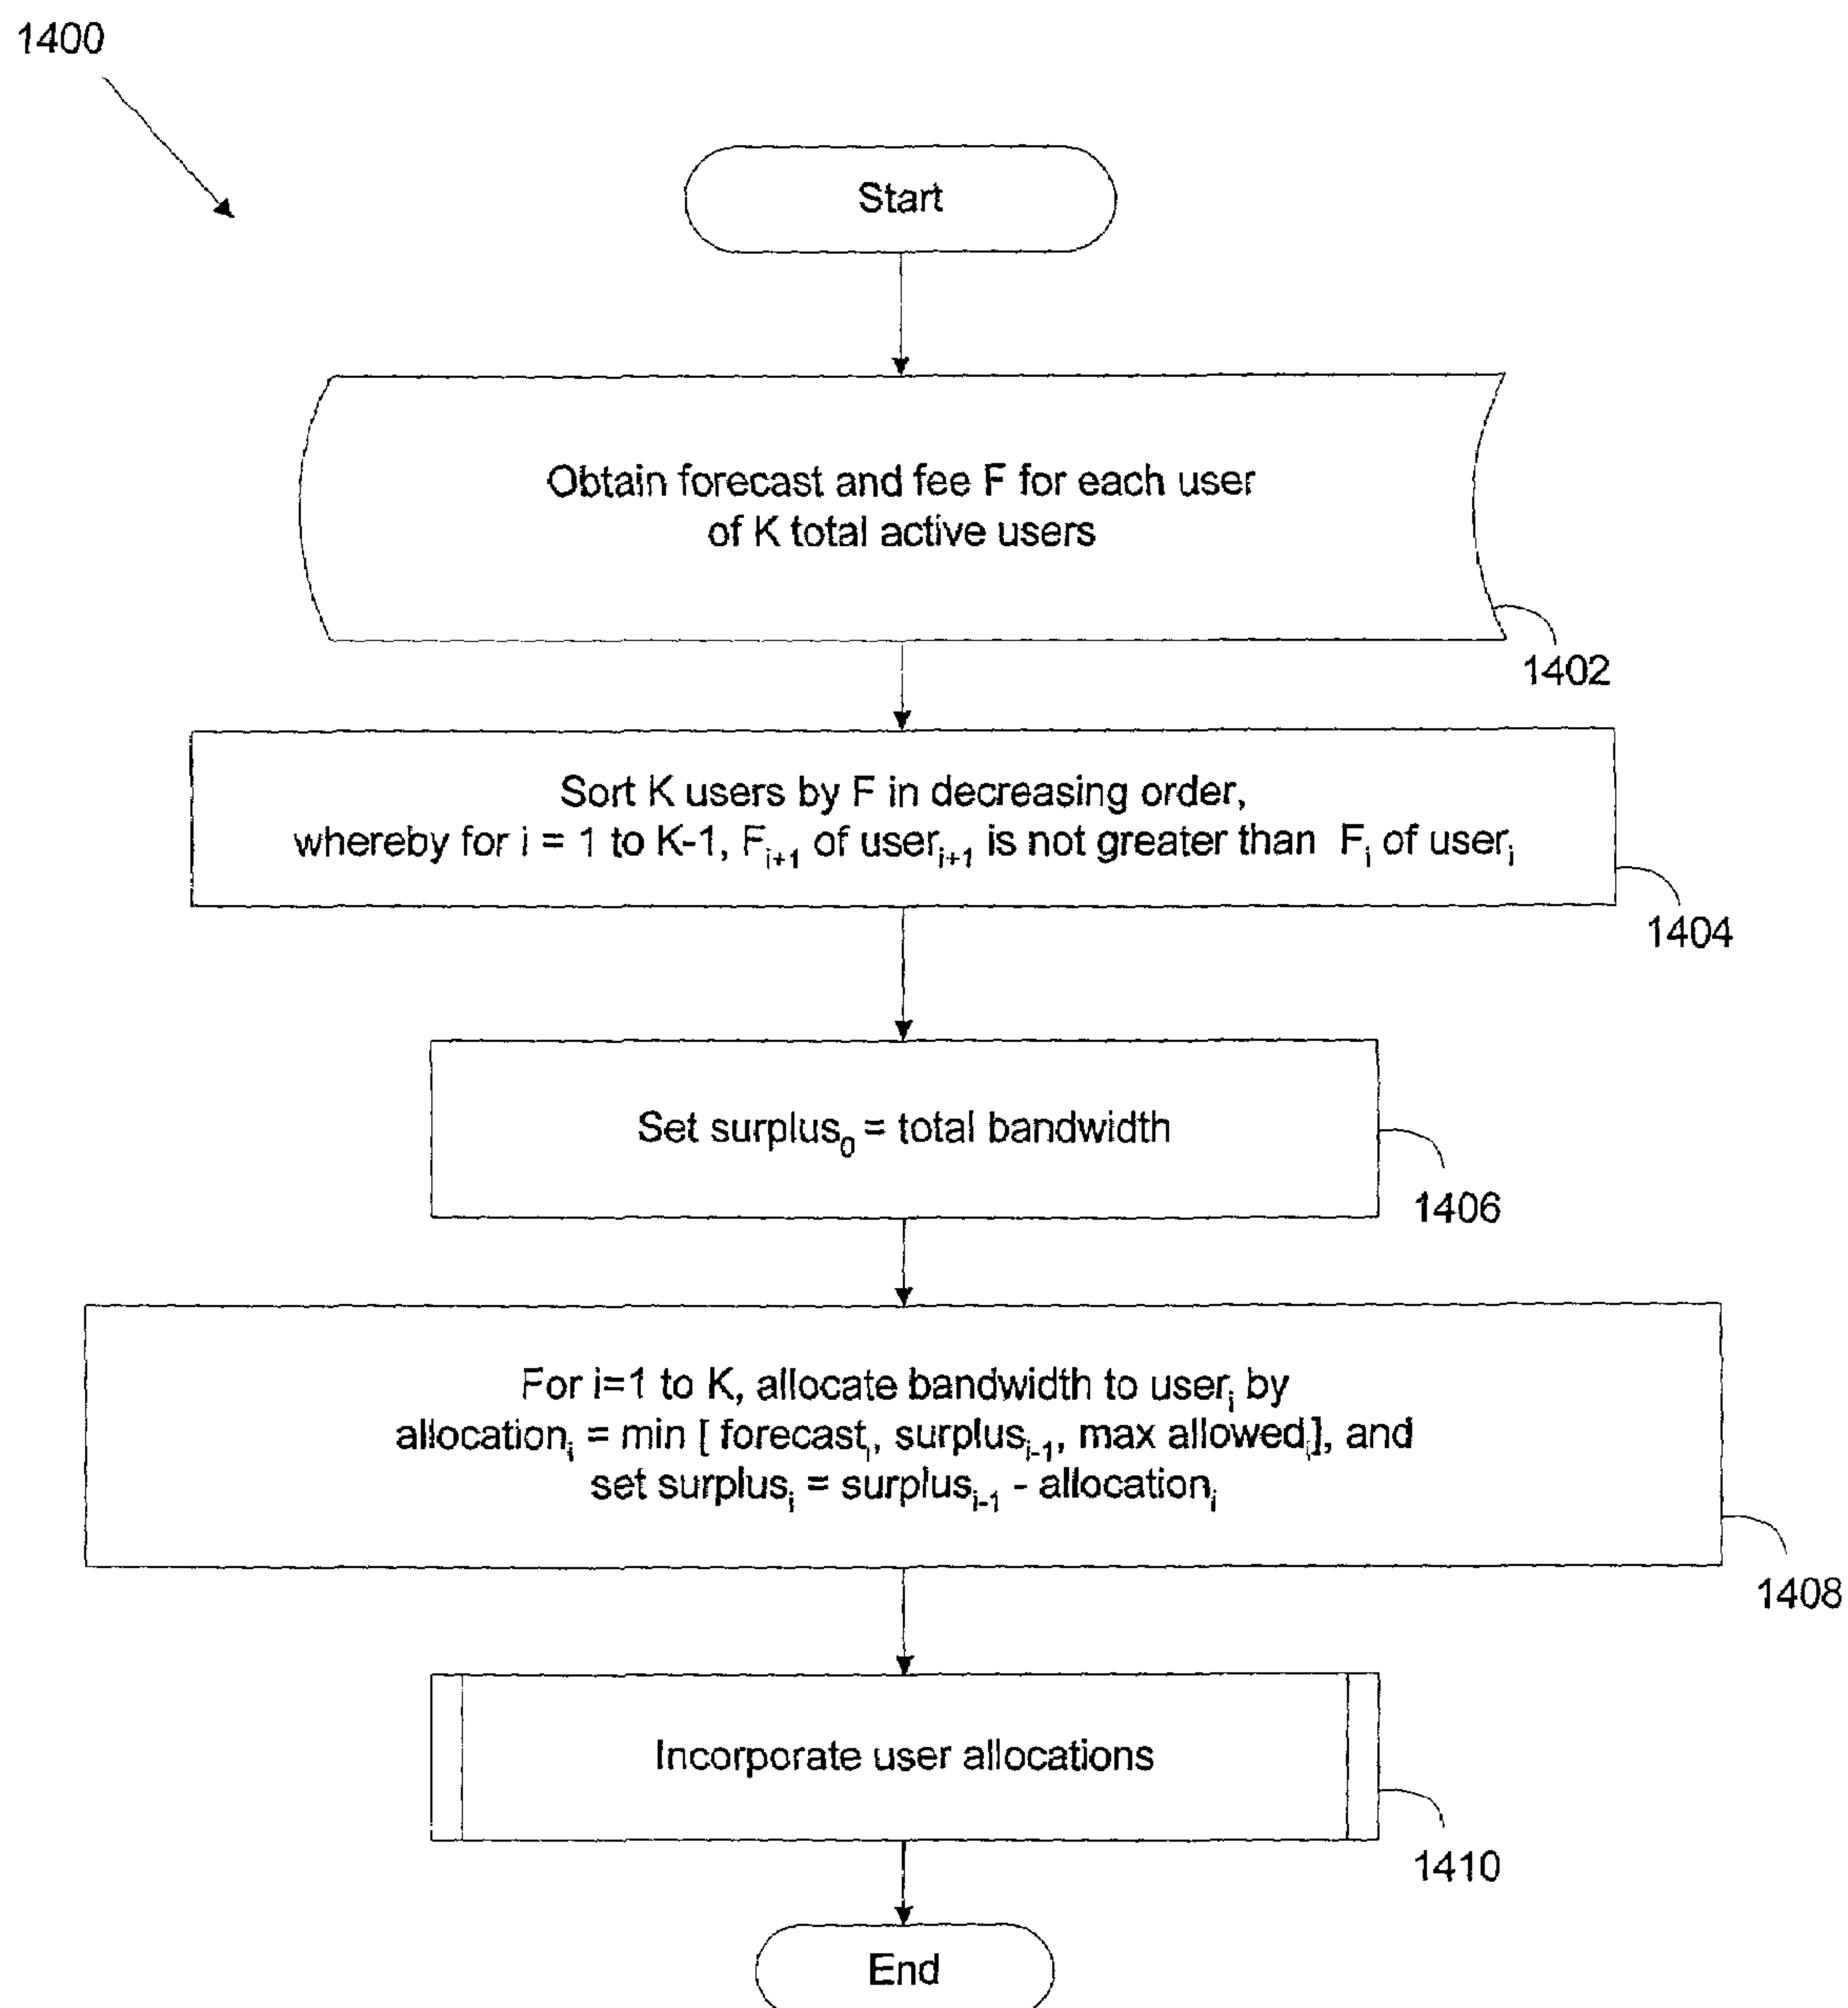 1400
Start
Obtain forecast and fee F for each user
of K total active users
1402
Sort K users by F in decreasing order,
whereby for i = 1 to K-1, Fᵢ₊₁ of userᵢ₊₁ is not greater than Fᵢ of userᵢ
1404
Set surplus₀ = total bandwidth
1406
For i=1 to K, allocate bandwidth to userᵢ by
allocationᵢ = min [ forecastᵢ, surplusᵢ₋₁, max allowedᵢ], and
set surplusᵢ = surplusᵢ₋₁ - allocationᵢ
1408
Incorporate user allocations
1410
End